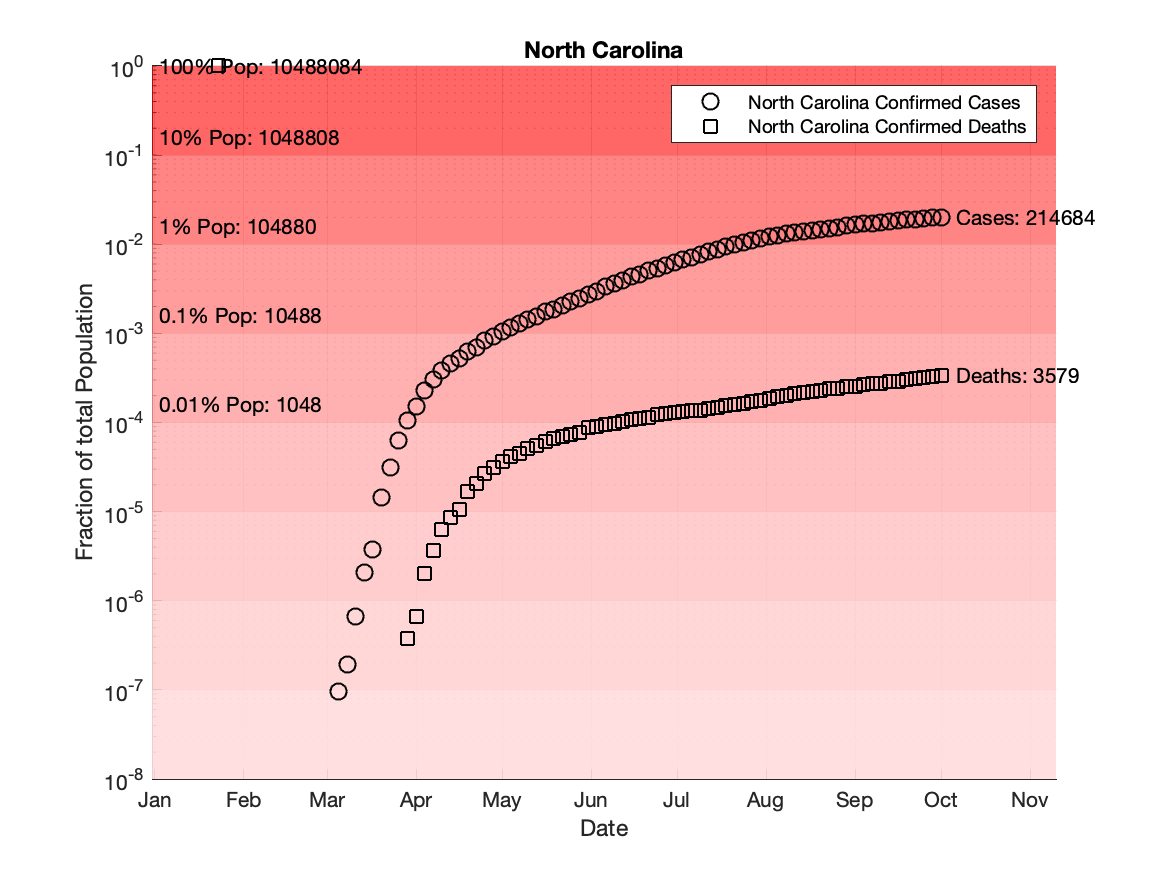 North Carolina
10^0
100% Pop: 10488084
North Carolina Confirmed Cases
North Carolina Confirmed Deaths
10% Pop: 1048808
10^-1
1% Pop: 104880
Cases: 214684
10^-2
0.1% Pop: 10488
10^-3
Deaths: 3579
0.01% Pop: 1048
10^-4
10^-5
10^-6
10^-7
10^-8
Fraction of total Population
Jan Feb Mar Apr May Jun Jul Aug Sep Oct Nov
Date